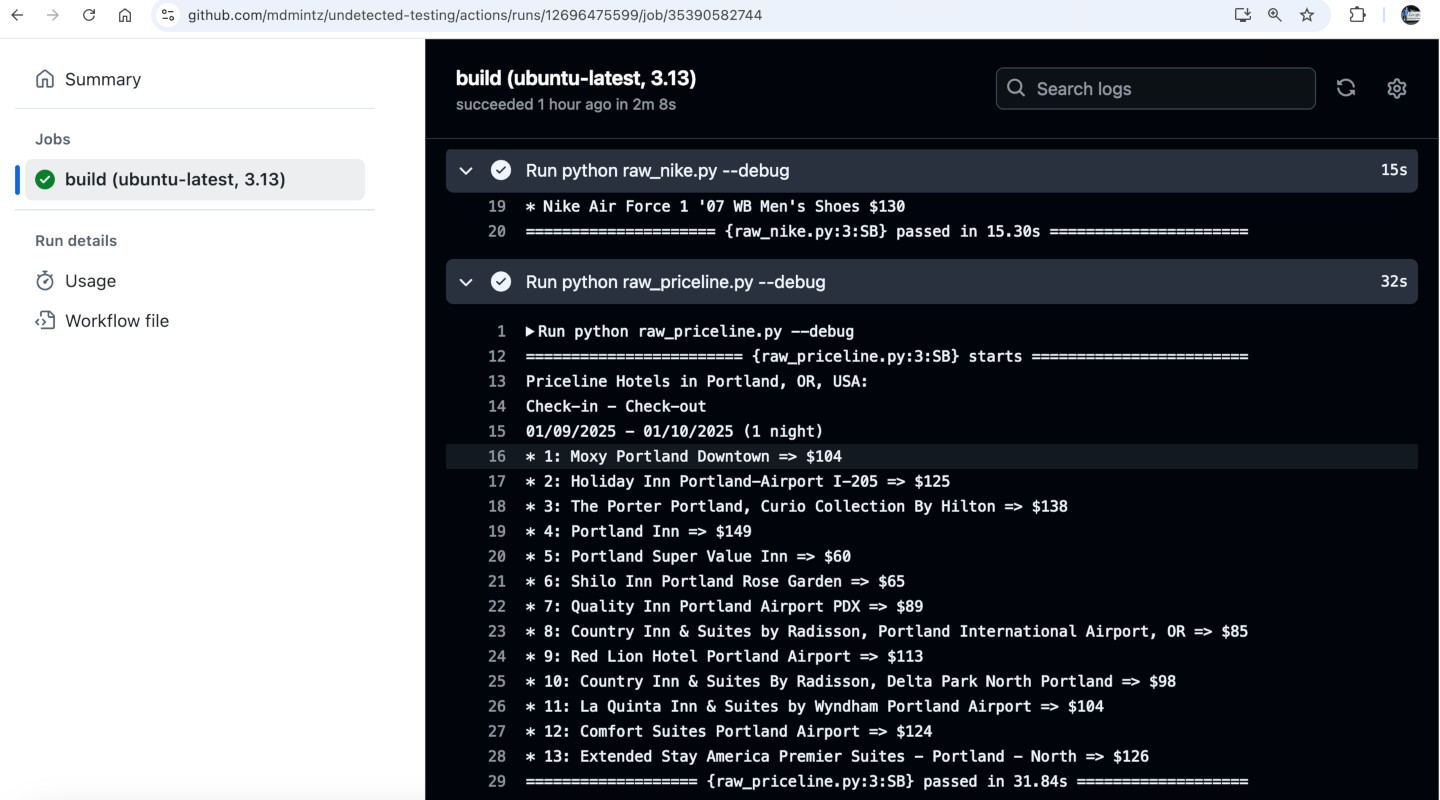 github.com/mdmintz/undetected-testing/actions/runs/12696475599/job/35390582744
Summary
Jobs
build (ubuntu-latest, 3.13)
Run details
Usage
Workflow file
build (ubuntu-latest, 3.13)
succeeded 1 hour ago in 2m 8s
Search logs
Run python raw_nike.py --debug 15s
19 * Nike Air Force 1 '07 WB Men's Shoes $130
20 ===================== {raw_nike.py:3:SB} passed in 15.30s ======================
Run python raw_priceline.py --debug 32s
1 ▶Run python raw_priceline.py --debug
12 ======================== {raw_priceline.py:3:SB} starts ========================
13 Priceline Hotels in Portland, OR, USA:
14 Check-in - Check-out
15 01/09/2025 - 01/10/2025 (1 night)
16 * 1: Moxy Portland Downtown => $104
17 * 2: Holiday Inn Portland-Airport I-205 => $125
18 * 3: The Porter Portland, Curio Collection By Hilton => $138
19 * 4: Portland Inn => $149
20 * 5: Portland Super Value Inn => $60
21 * 6: Shilo Inn Portland Rose Garden => $65
22 * 7: Quality Inn Portland Airport PDX => $89
23 * 8: Country Inn & Suites by Radisson, Portland International Airport, OR => $85
24 * 9: Red Lion Hotel Portland Airport => $113
25 * 10: Country Inn & Suites By Radisson, Delta Park North Portland => $98
26 * 11: La Quinta Inn & Suites by Wyndham Portland Airport => $104
27 * 12: Comfort Suites Portland Airport => $124
28 * 13: Extended Stay America Premier Suites - Portland - North => $126
29 =================== {raw_priceline.py:3:SB} passed in 31.84s ===================